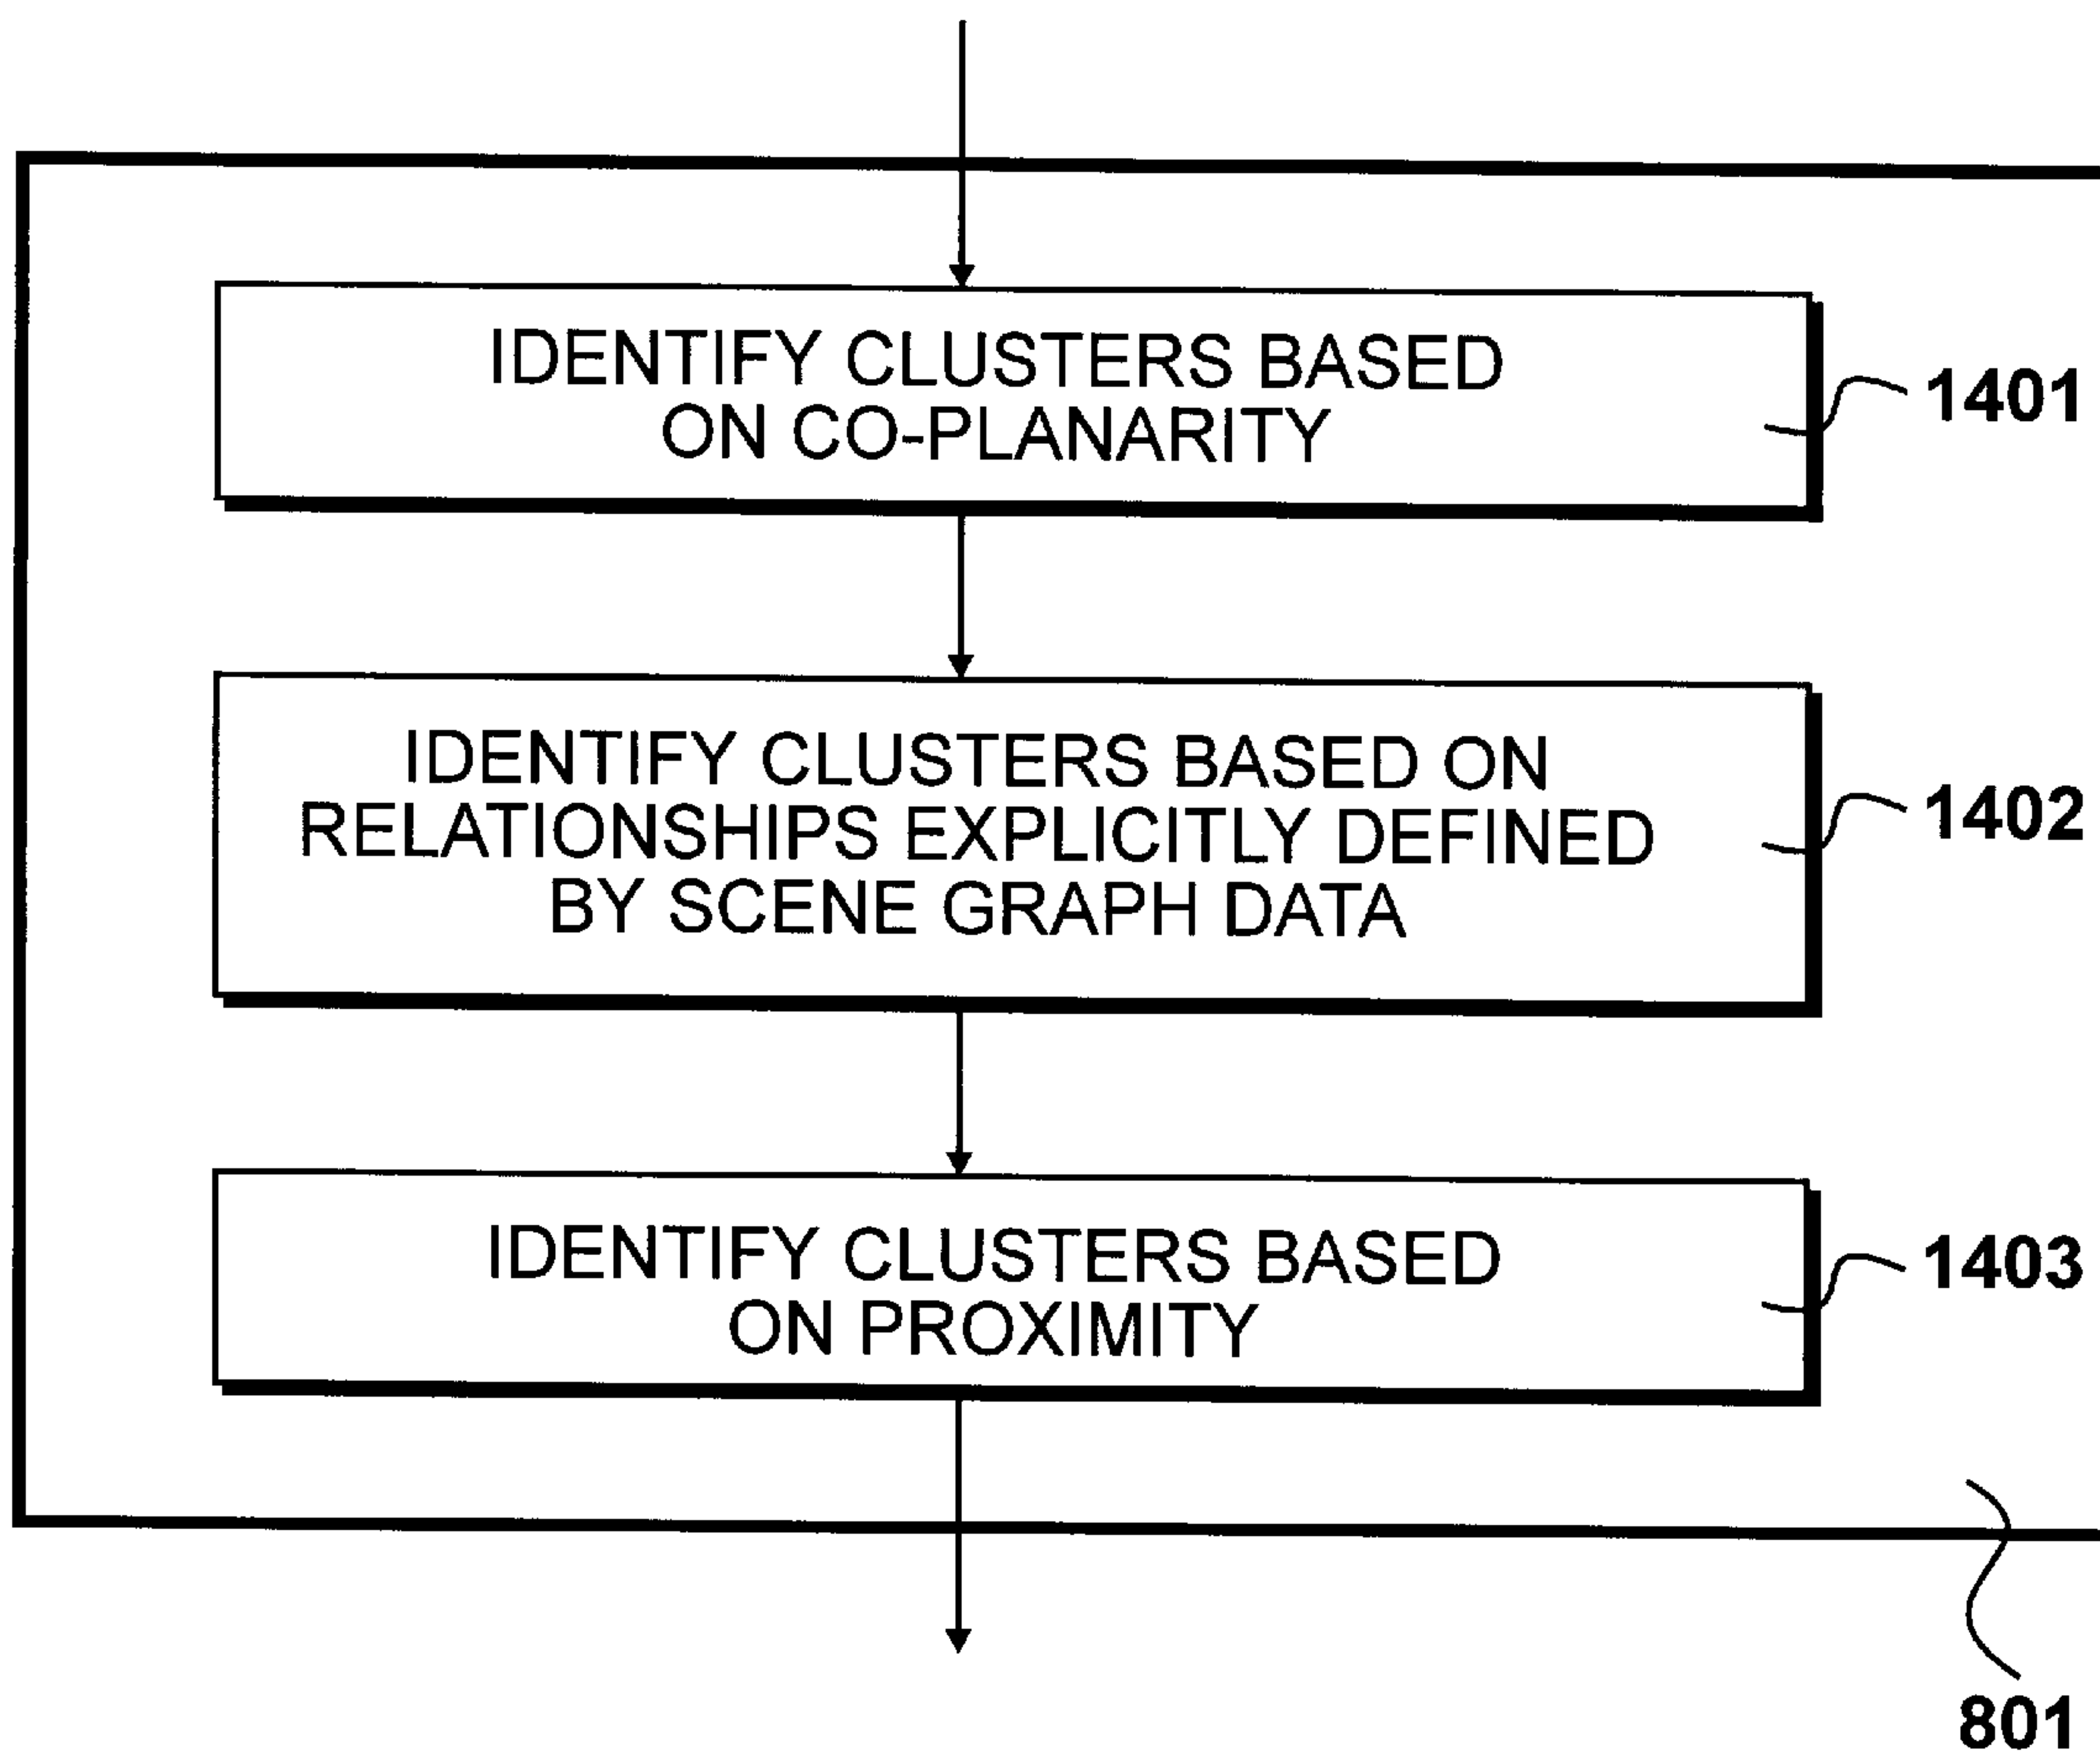 IDENTIFY CLUSTERS BASED
ON CO-PLANARITY
1401
IDENTIFY CLUSTERS BASED ON
RELATIONSHIPS EXPLICITLY DEFINED
BY SCENE GRAPH DATA
1402
IDENTIFY CLUSTERS BASED
ON PROXIMITY
1403
801